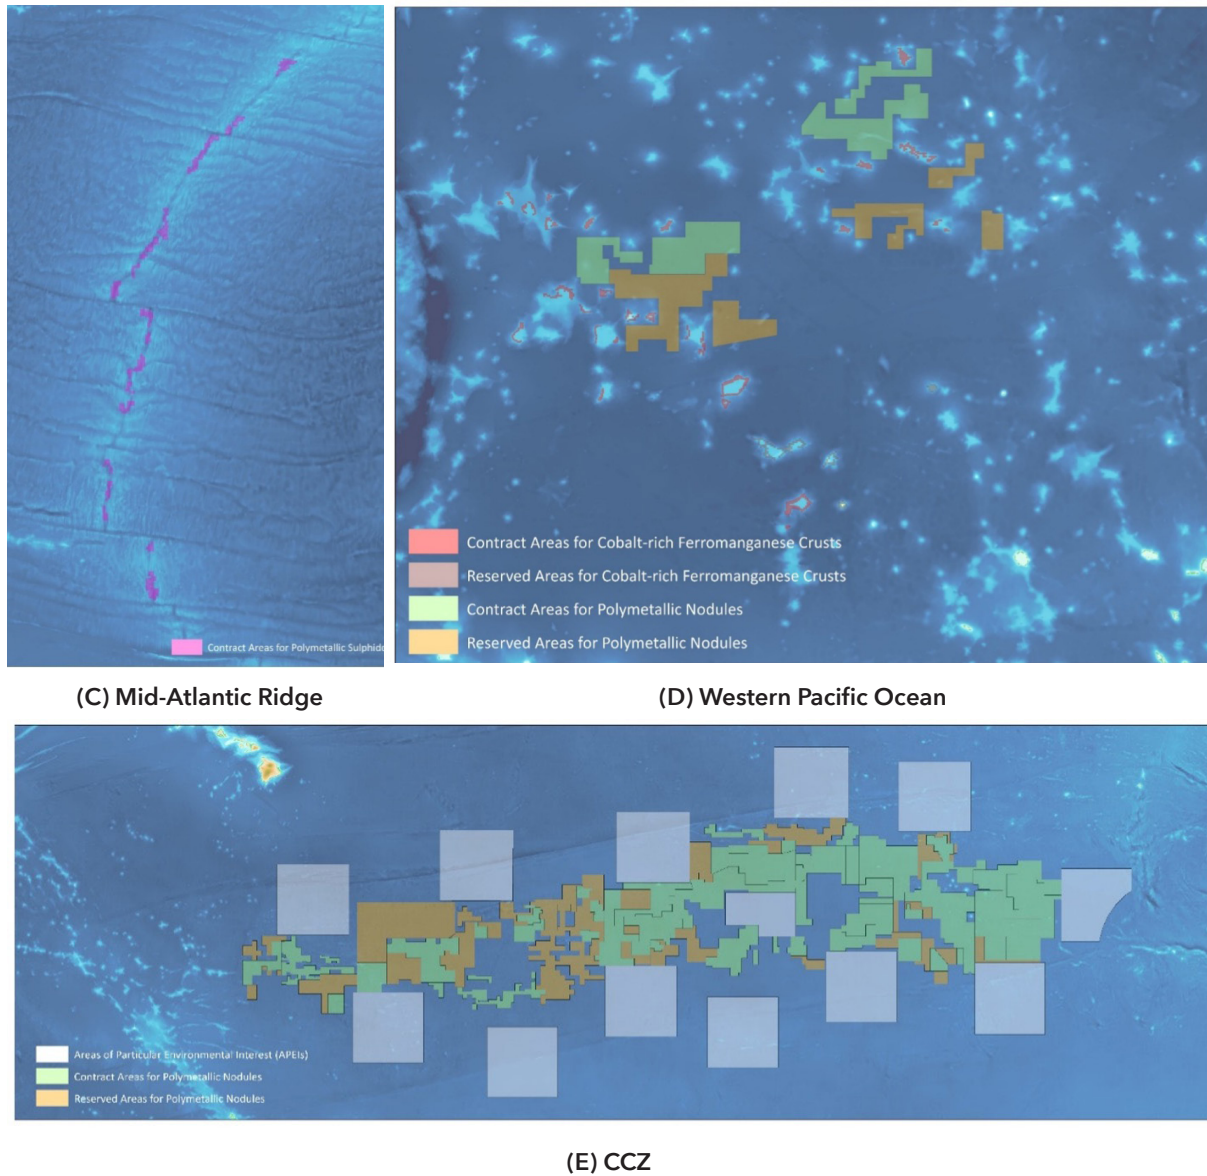 Contract Areas for Polymetallic Sulphide
Contract Areas for Cobalt-rich Ferromanganese Crusts
Reserved Areas for Cobalt-rich Ferromanganese Crusts
Contract Areas for Polymetallic Nodules
Reserved Areas for Polymetallic Nodules
(C) Mid-Atlantic Ridge
(D) Western Pacific Ocean
Areas of Particular Environmental Interest (APEIs)
Contract Areas for Polymetallic Nodules
Reserved Areas for Polymetallic Nodules
(E) CCZ